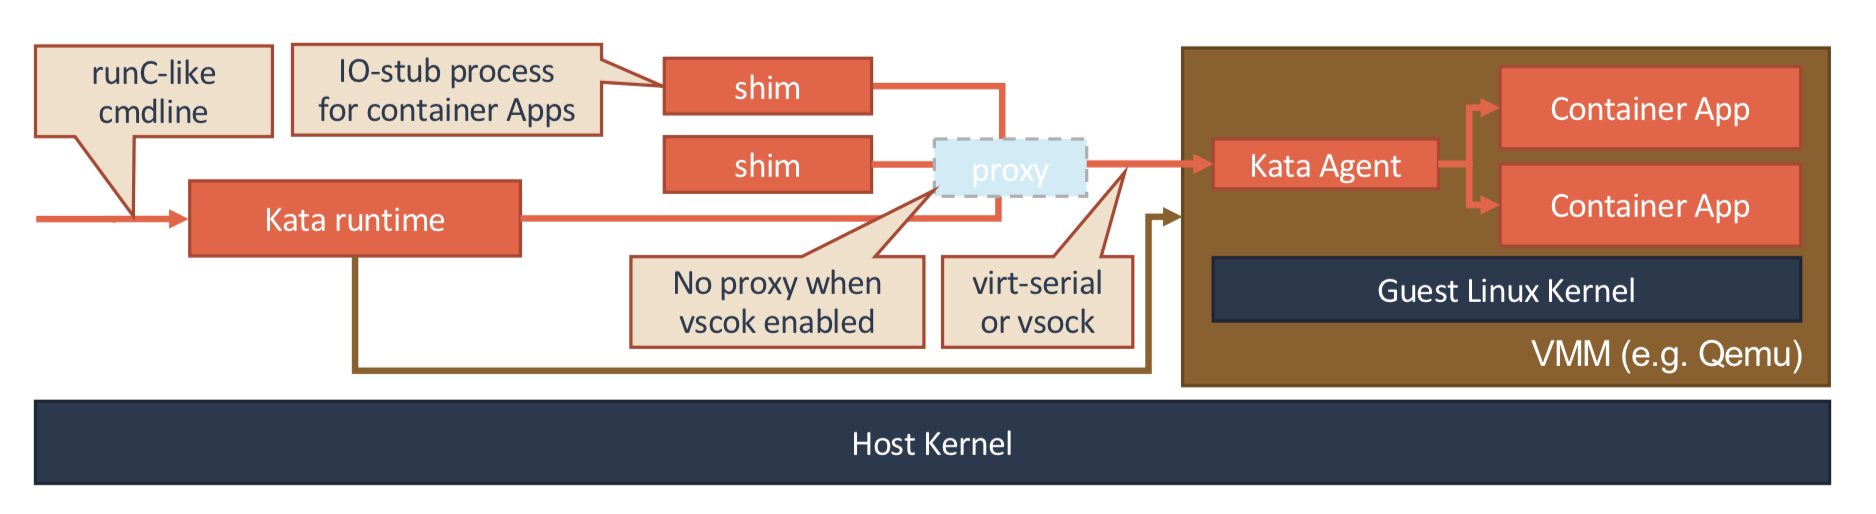 runC-like
cmdline
IO-stub process
for container Apps
shim
shim
proxy
Kata runtime
No proxy when
vscok enabled
virt-serial
or vsock
Kata Agent
Container App
Container App
Guest Linux Kernel
VMM (e.g. Qemu)
Host Kernel